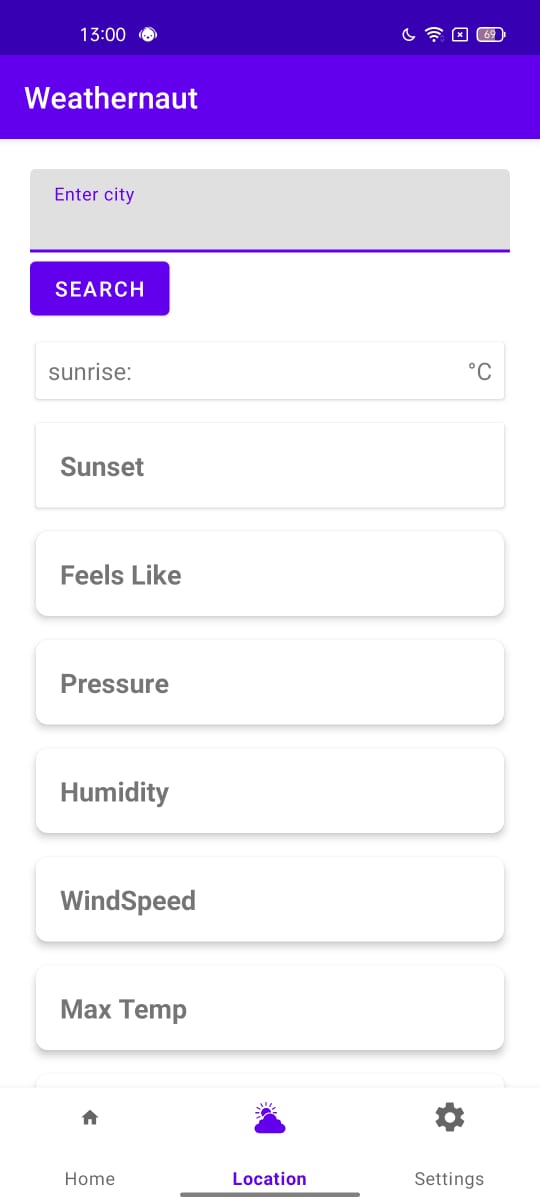 13:00
69
Weathernaut
Enter city
SEARCH
sunrise: °C
Sunset
Feels Like
Pressure
Humidity
WindSpeed
Max Temp
Home Location Settings